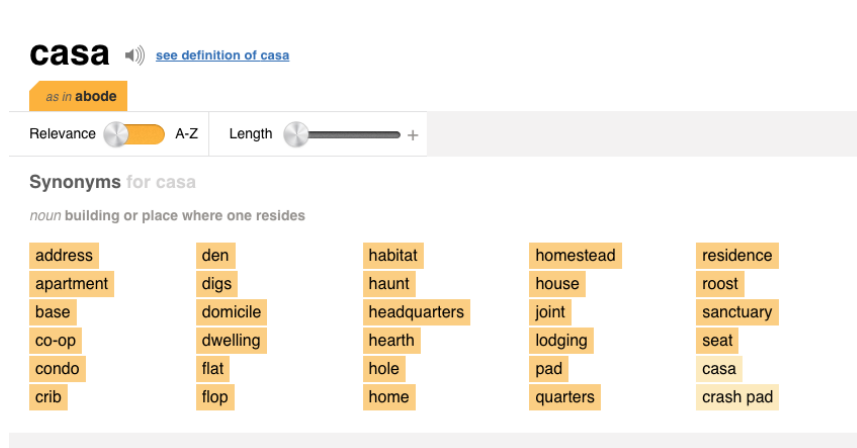 casa see definition of casa
as in abode
Relevance A-Z Length +
Synonyms for casa
noun building or place where one resides
address den habitat homestead residence
apartment digs haunt house roost
base domicile headquarters joint sanctuary
co-op dwelling hearth lodging seat
condo flat hole pad casa
crib flop home quarters crash pad